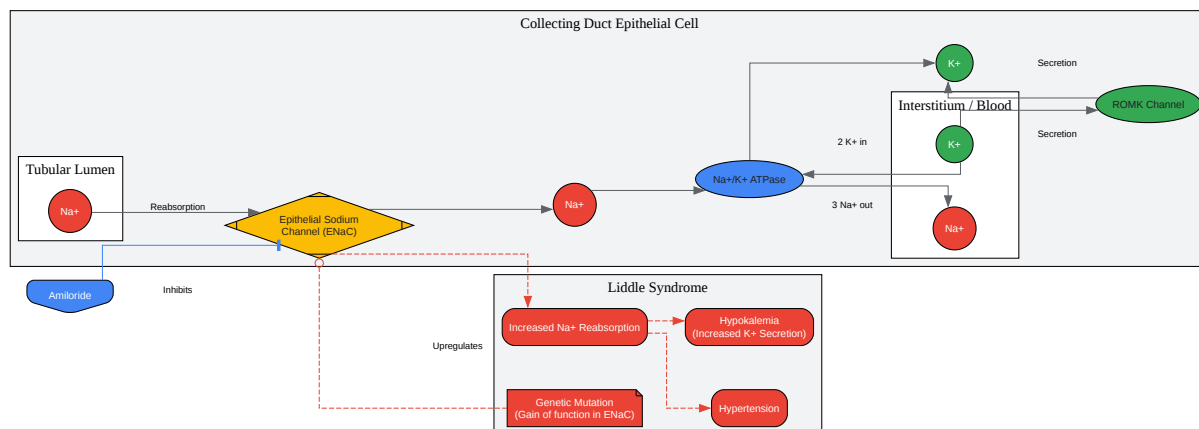 Collecting Duct Epithelial Cell
K+
Secretion
Interstitium / Blood
ROMK Channel
Secretion
2 K+ in
K+
Tubular Lumen
Na+/K+ ATPase
Na+
Reabsorption
Na+
3 Na+ out
Epithelial Sodium
Channel (ENaC)
Na+
Amiloride
Inhibits
Liddle Syndrome
Increased Na+ Reabsorption
Hypokalemia
(Increased K+ Secretion)
Upregulates
Genetic Mutation
(Gain of function in ENaC)
Hypertension